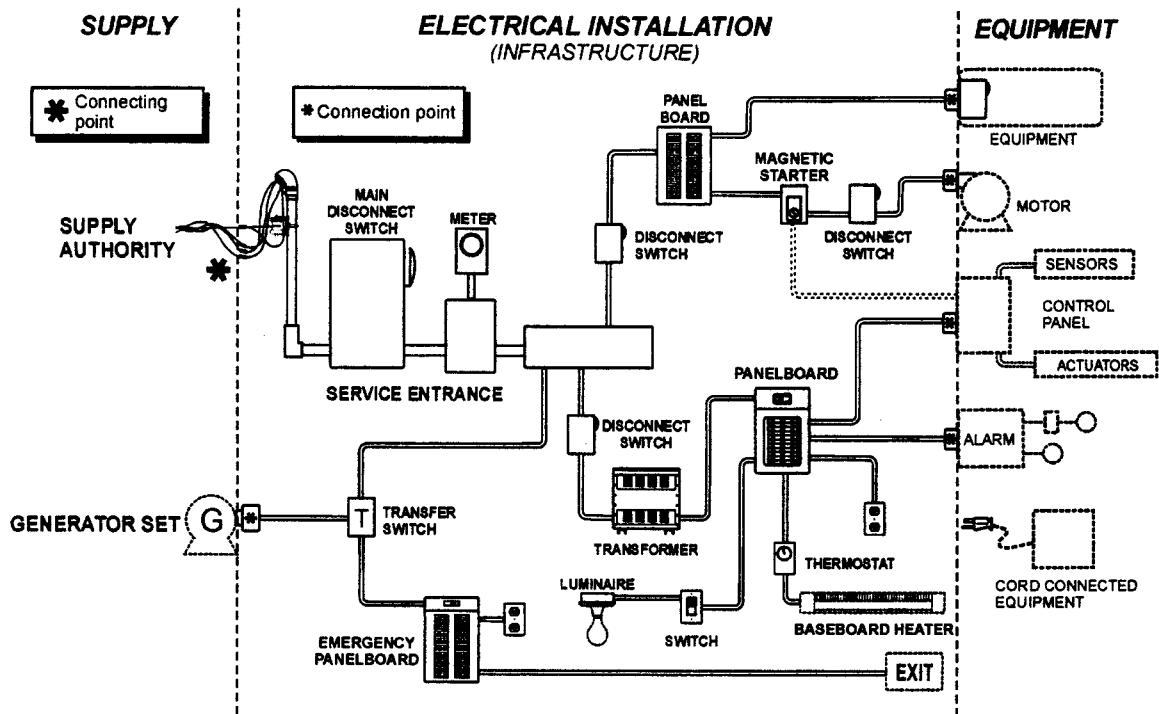 SUPPLY
ELECTRICAL INSTALLATION
(INFRASTRUCTURE)
EQUIPMENT
* Connecting
point
* Connection point
PANEL
BOARD
EQUIPMENT
MAGNETIC
STARTER
MOTOR
MAIN
DISCONNECT
SWITCH
METER
SUPPLY
AUTHORITY
*
DISCONNECT
SWITCH
DISCONNECT
SWITCH
SENSORS
CONTROL
PANEL
ACTUATORS
SERVICE ENTRANCE
PANELBOARD
DISCONNECT
SWITCH
ALARM
GENERATOR SET
G
*
T
TRANSFER
SWITCH
TRANSFORMER
THERMOSTAT
LUMINAIRE
SWITCH
BASEBOARD HEATER
CORD CONNECTED
EQUIPMENT
EMERGENCY
PANELBOARD
EXIT